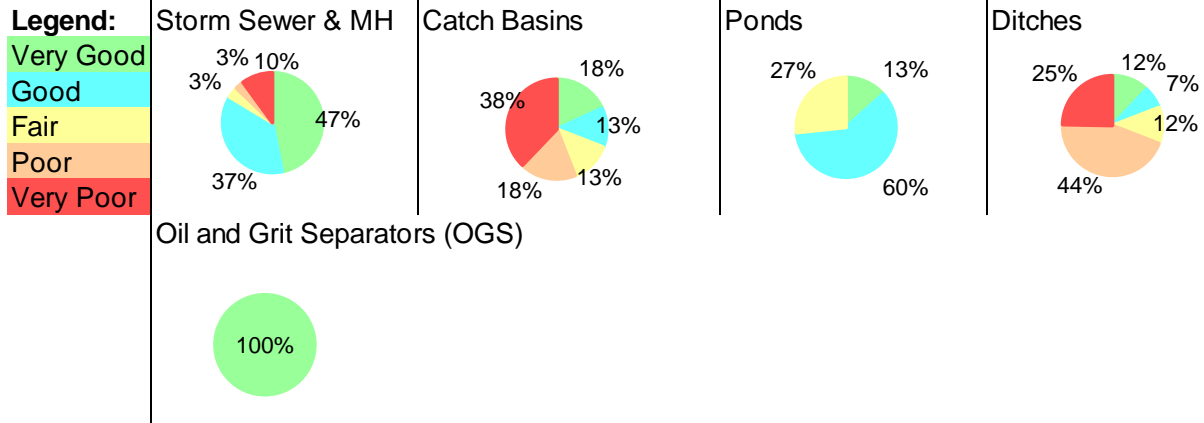 Legend:
Very Good
Good
Fair
Poor
Very Poor
Storm Sewer & MH
3%
10%
3%
47%
37%
Catch Basins
18%
38%
13%
18%
13%
Ponds
27%
13%
60%
Ditches
12%
25%
7%
12%
44%
Oil and Grit Separators (OGS)
100%